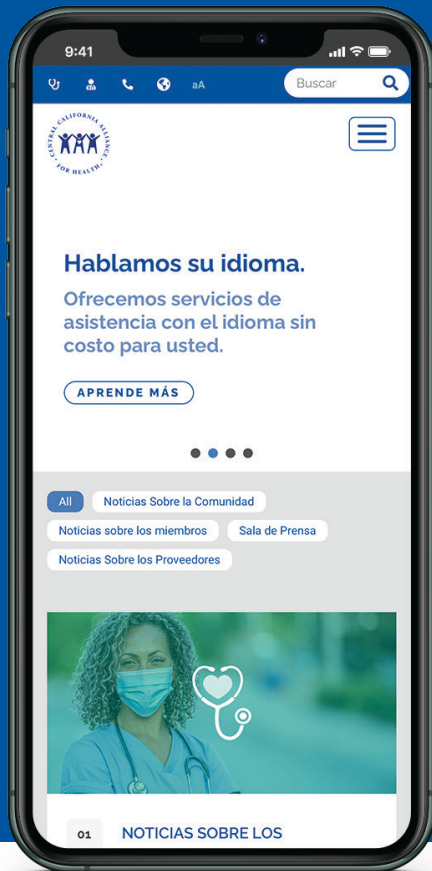 9:41
aA
Buscar
CENTRAL CALIFORNIA ALLIANCE
FOR HEALTH
Hablamos su idioma.
Ofrecemos servicios de
asistencia con el idioma sin
costo para usted.
APRENDE MÁS
All
Noticias Sobre la Comunidad
Noticias sobre los miembros
Sala de Prensa
Noticias Sobre los Proveedores
01
NOTICIAS SOBRE LOS